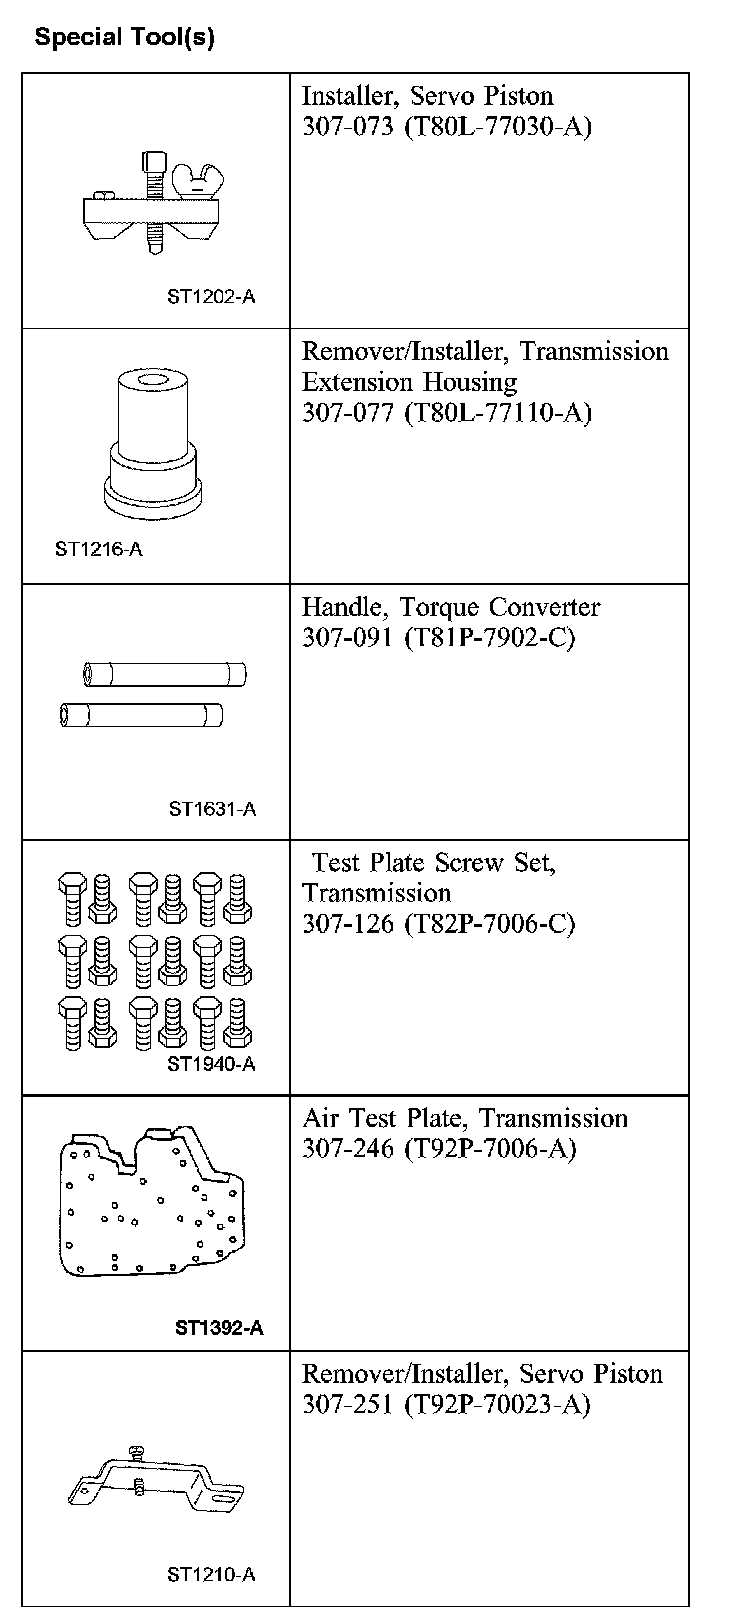 Special Tool(s)
Installer, Servo Piston
307-073 (T80L-77030-A)
ST1202-A
Remover/Installer, Transmission
Extension Housing
307-077 (T80L-77110-A)
ST1216-A
Handle, Torque Converter
307-091 (T81P-7902-C)
ST1631-A
Test Plate Screw Set,
Transmission
307-126 (T82P-7006-C)
ST1940-A
Air Test Plate, Transmission
307-246 (T92P-7006-A)
ST1392-A
Remover/Installer, Servo Piston
307-251 (T92P-70023-A)
ST1210-A